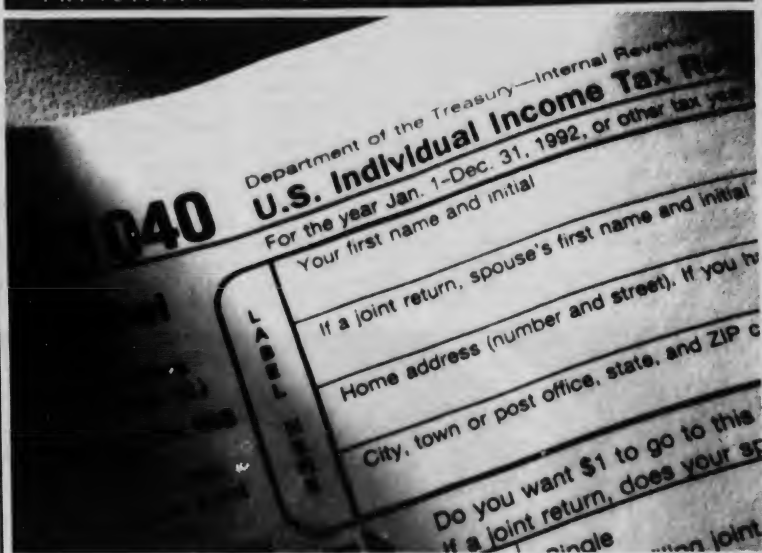 Department of the Treasury—Internal Revenue
U.S. Individual Income Tax
040
For the year Jan. 1–Dec. 31, 1992, or other tax year
Your first name and initial
If a joint return, spouse's first name and initial
Home address (number and street). If you
City, town or post office, state, and ZIP
LABEL HERE
Do you want $1 to go to this
If a joint return, does your
Single
joint